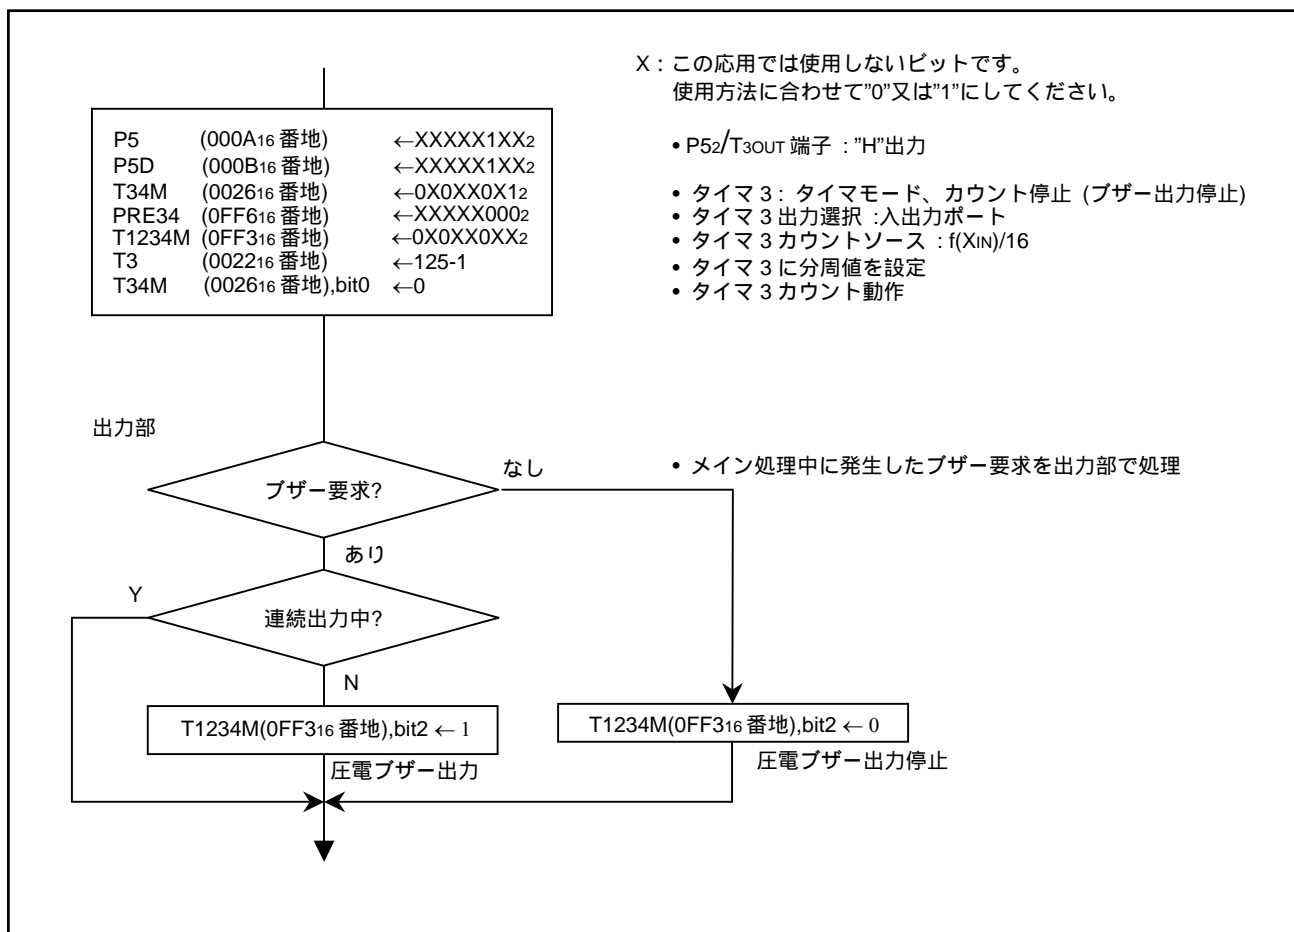 X : この応用では使用しないビットです。
使用方法に合わせて”0”又は”1”にしてください。
P5 (000A16 番地) ←XXXXX1XX2
P5D (000B16 番地) ←XXXXX1XX2
T34M (002616 番地) ←0X0XX0X12
PRE34 (0FF616 番地) ←XXXXX0002
T1234M (0FF316 番地) ←0X0XX0XX2
T3 (002216 番地) ←125-1
T34M (002616 番地),bit0 ←0
• P52/T3OUT 端子 : ”H”出力
• タイマ 3 : タイマモード、カウント停止 (ブザー出力停止)
• タイマ 3 出力選択 : 入出力ポート
• タイマ 3 カウントソース : f(XIN)/16
• タイマ 3 に分周値を設定
• タイマ 3 カウント動作
出力部
ブザー要求?
なし
• メイン処理中に発生したブザー要求を出力部で処理
あり
Y
連続出力中?
N
T1234M(0FF316 番地),bit2 ← 1
T1234M(0FF316 番地),bit2 ← 0
圧電ブザー出力
圧電ブザー出力停止